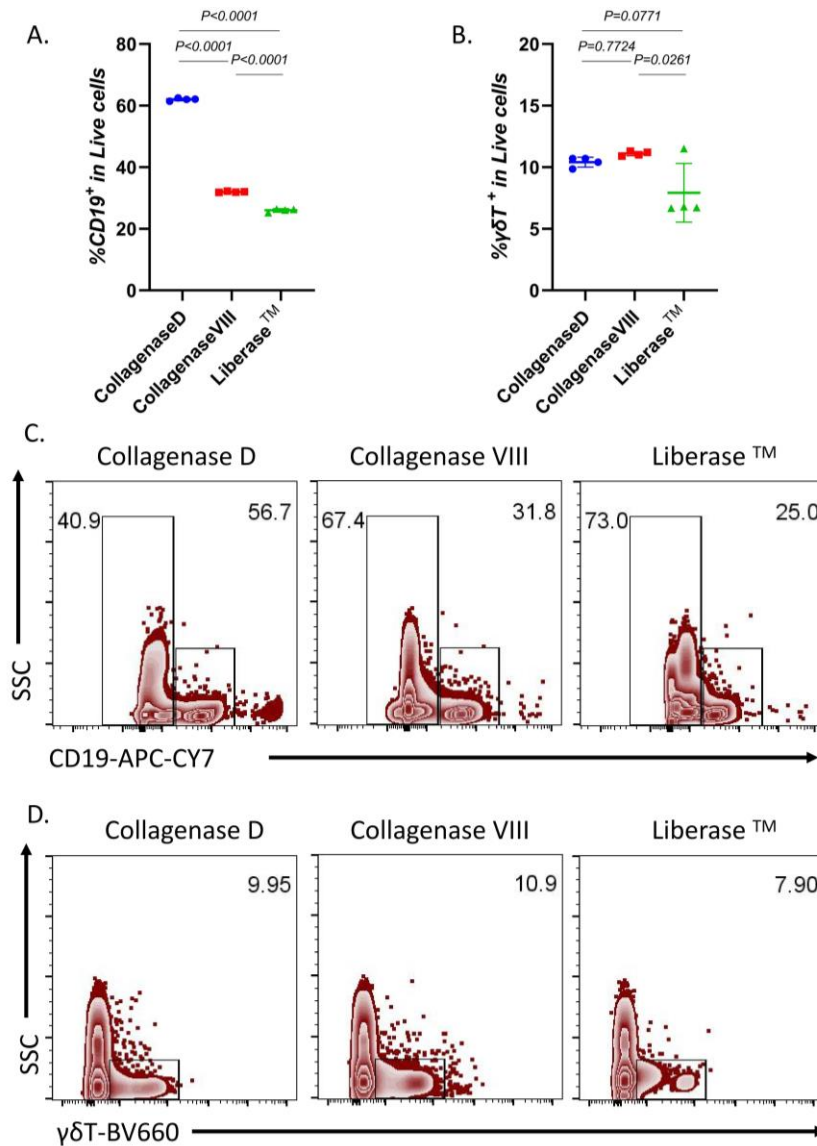 A.
P<0.0001
P<0.0001
P<0.0001
80
60
40
20
0
%CD19+ in Live cells
CollagenaseD
CollagenaseVIII
Liberase TM
B.
P=0.0771
P=0.7724
P=0.0261
20
15
10
5
0
%γδT + in Live cells
CollagenaseD
CollagenaseVIII
Liberase TM
C.
Collagenase D
Collagenase VIII
Liberase TM
40.9
56.7
67.4
31.8
73.0
25.0
SSC
CD19-APC-CY7
D.
Collagenase D
Collagenase VIII
Liberase TM
9.95
10.9
7.90
SSC
γδT-BV660